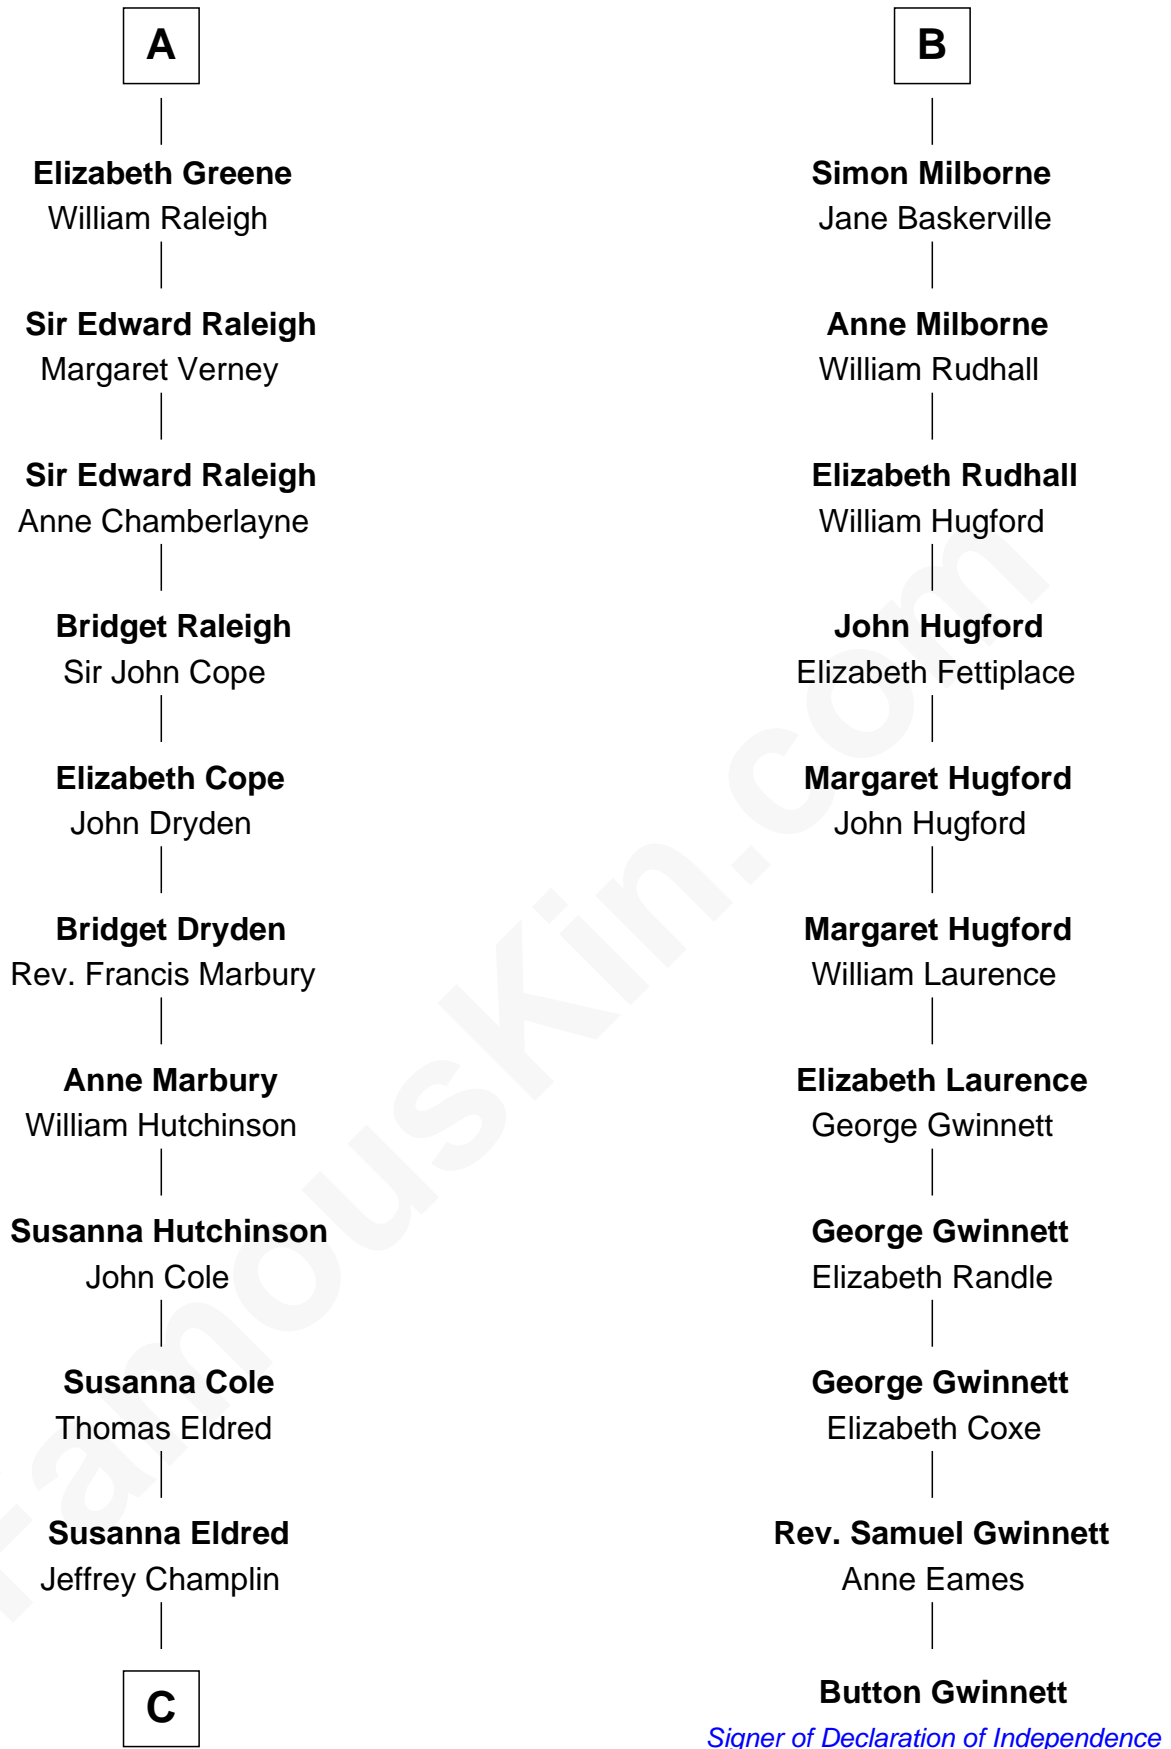 A
Elizabeth Greene
William Raleigh
Sir Edward Raleigh
Margaret Verney
Sir Edward Raleigh
Anne Chamberlayne
Bridget Raleigh
Sir John Cope
Elizabeth Cope
John Dryden
Bridget Dryden
Rev. Francis Marbury
Anne Marbury
William Hutchinson
Susanna Hutchinson
John Cole
Susanna Cole
Thomas Eldred
Susanna Eldred
Jeffrey Champlin
C
B
Simon Milborne
Jane Baskerville
Anne Milborne
William Rudhall
Elizabeth Rudhall
William Hugford
John Hugford
Elizabeth Fettiplace
Margaret Hugford
John Hugford
Margaret Hugford
William Laurence
Elizabeth Laurence
George Gwinnett
George Gwinnett
Elizabeth Randle
George Gwinnett
Elizabeth Coxe
Rev. Samuel Gwinnett
Anne Eames
Button Gwinnett
Signer of Declaration of Independence
FamousKin.com